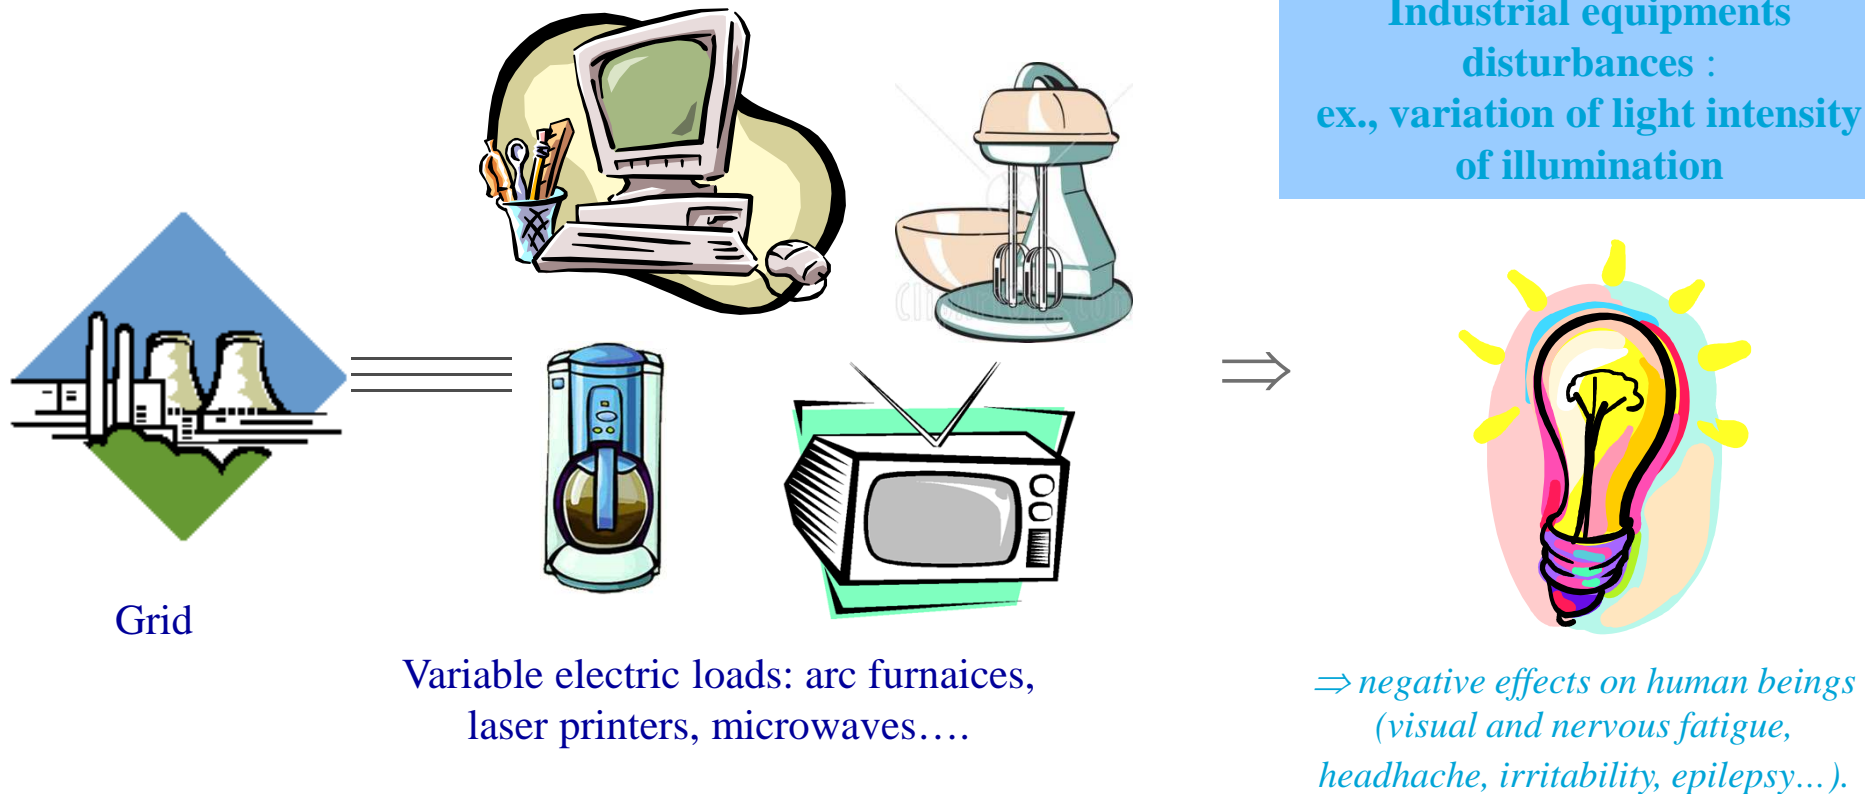 Industrial equipments
disturbances :
ex., variation of light intensity
of illumination
Grid
Variable electric loads: arc furnaices,
laser printers, microwaves….
⇒ negative effects on human beings
(visual and nervous fatigue,
headhache, irritability, epilepsy…).